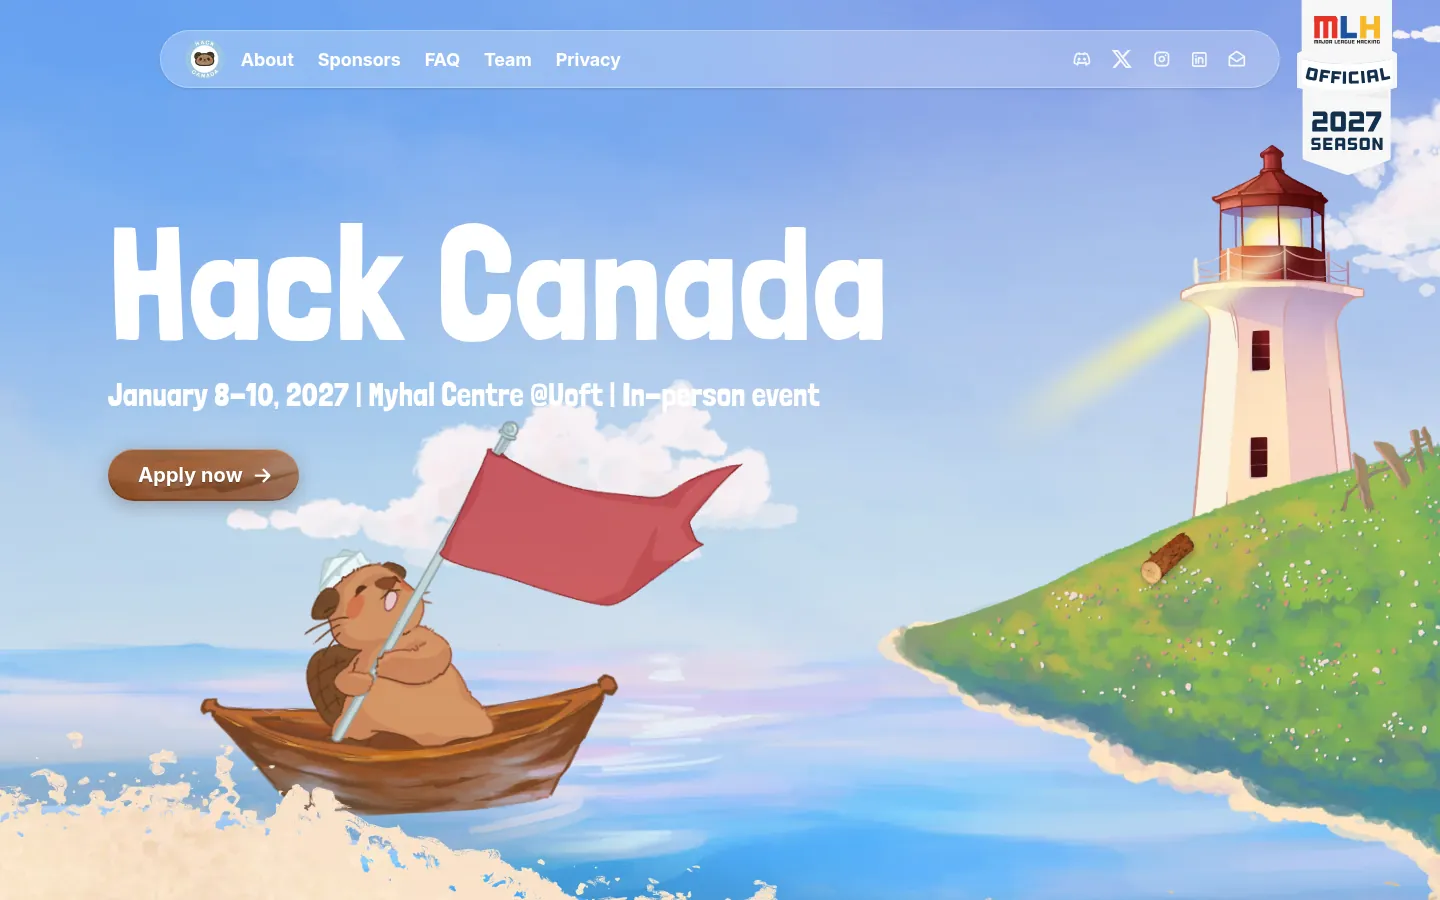 HACK
CANADA
About
Sponsors
FAQ
Team
Privacy
MLH
MAJOR LEAGUE HACKING
OFFICIAL
2027
SEASON
Hack Canada
January 8-10, 2027 | Myhal Centre @Uoft | In-person event
Apply now →